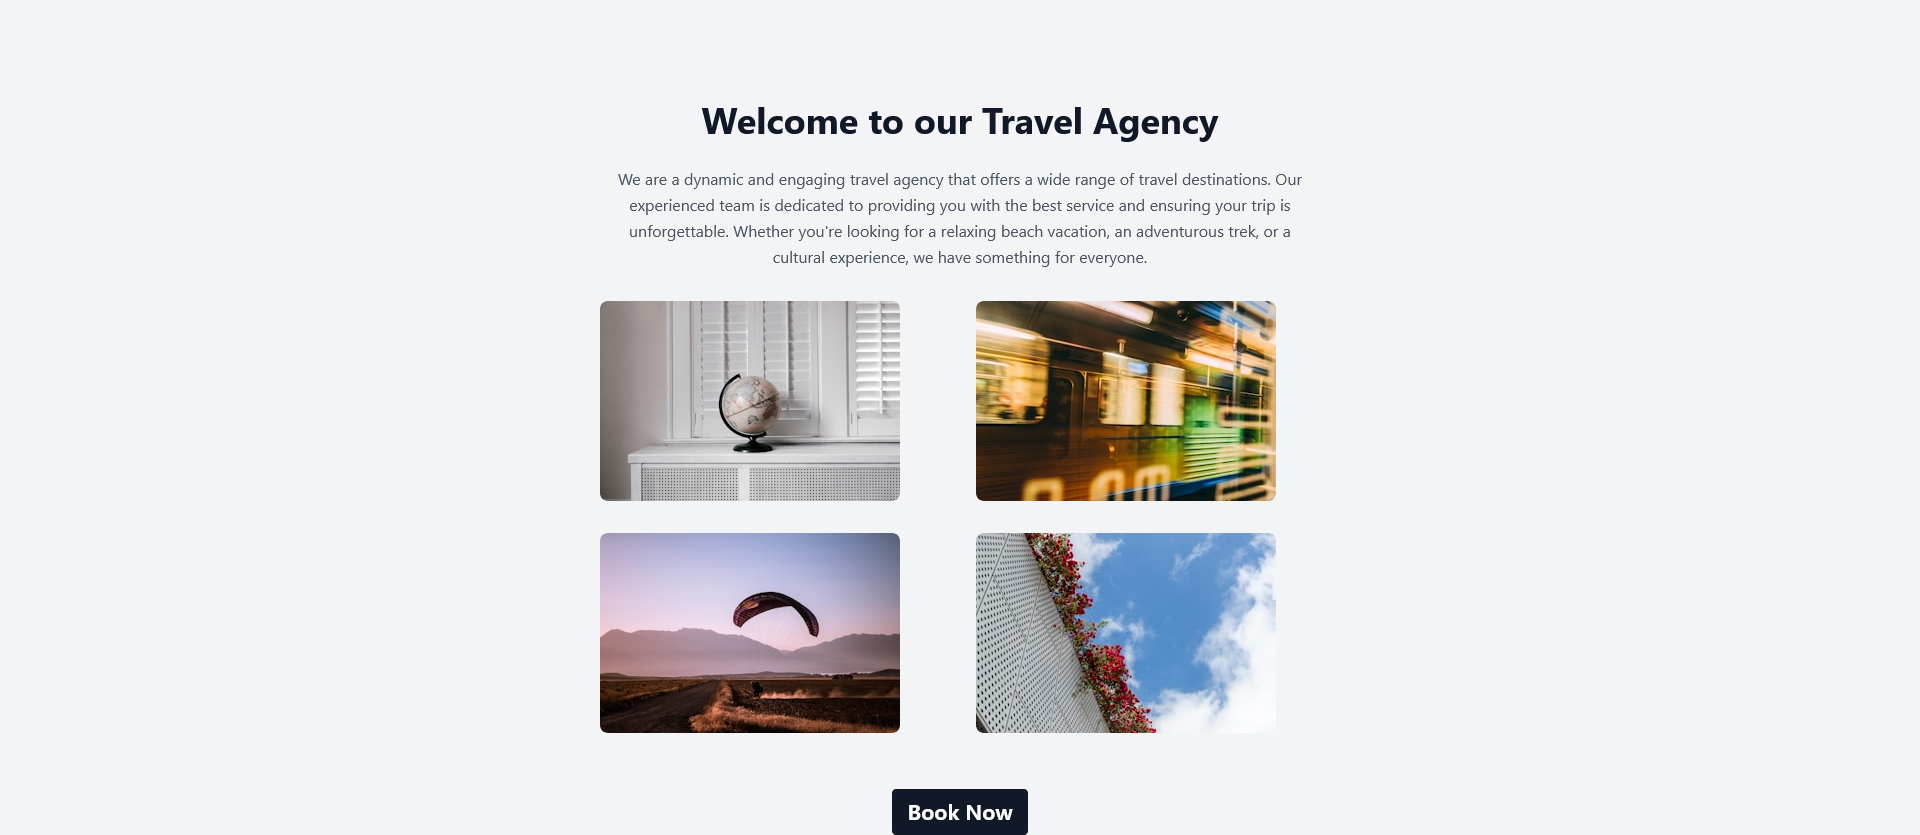 Welcome to our Travel Agency
We are a dynamic and engaging travel agency that offers a wide range of travel destinations. Our
experienced team is dedicated to providing you with the best service and ensuring your trip is
unforgettable. Whether you're looking for a relaxing beach vacation, an adventurous trek, or a
cultural experience, we have something for everyone.
Book Now